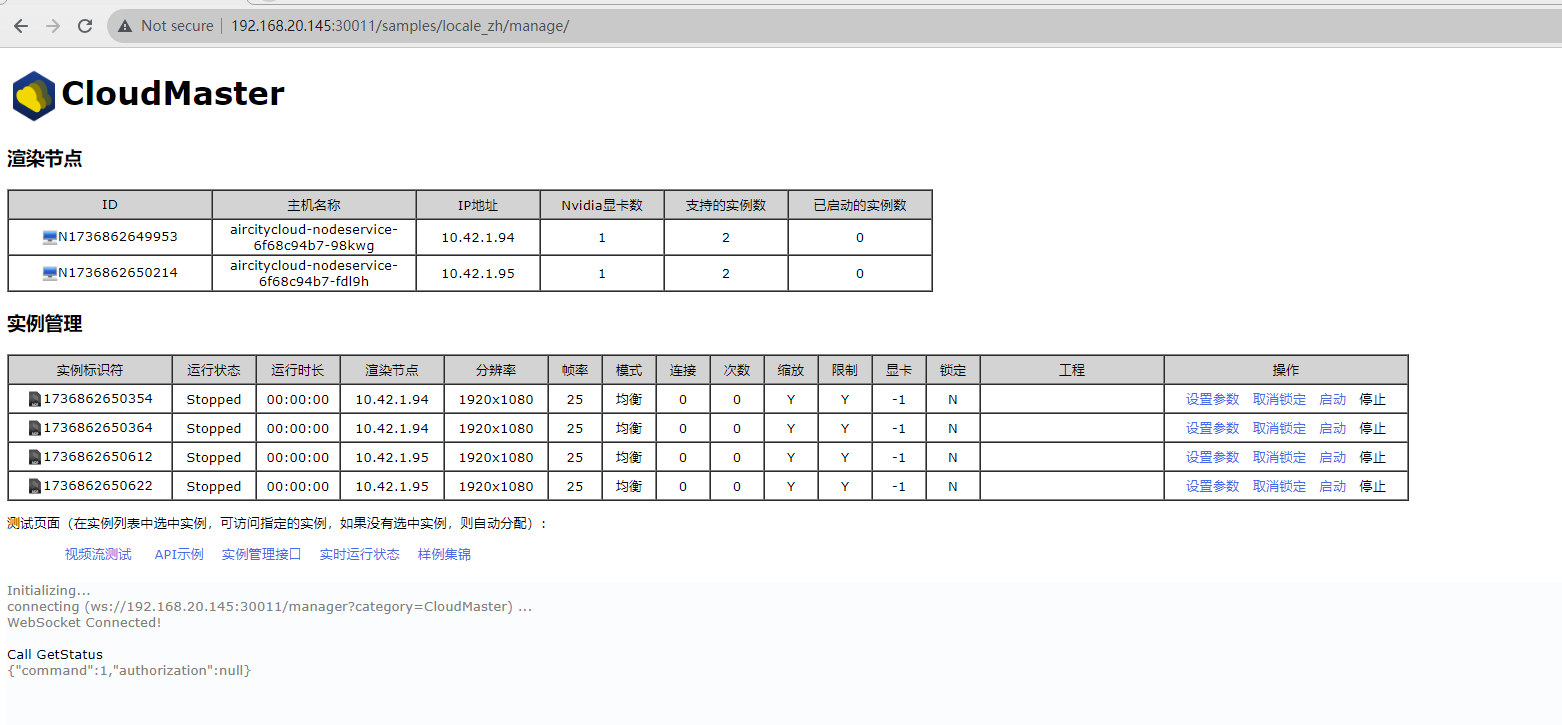 Not secure 192.168.20.145:30011/samples/locale_zh/manage/
CloudMaster
渲染节点
ID 主机名称 IP地址 Nvidia显卡数 支持的实例数 已启动的实例数
N1736862649953 aircitycloud-nodeservice-6f68c94b7-98kwg 10.42.1.94 1 2 0
N1736862650214 aircitycloud-nodeservice-6f68c94b7-fdl9h 10.42.1.95 1 2 0
实例管理
实例标识符 运行状态 运行时长 渲染节点 分辨率 帧率 模式 连接 次数 缩放 限制 显卡 锁定 工程 操作
1736862650354 Stopped 00:00:00 10.42.1.94 1920x1080 25 均衡 0 0 Y Y -1 N 设置参数 取消锁定 启动 停止
1736862650364 Stopped 00:00:00 10.42.1.94 1920x1080 25 均衡 0 0 Y Y -1 N 设置参数 取消锁定 启动 停止
1736862650612 Stopped 00:00:00 10.42.1.95 1920x1080 25 均衡 0 0 Y Y -1 N 设置参数 取消锁定 启动 停止
1736862650622 Stopped 00:00:00 10.42.1.95 1920x1080 25 均衡 0 0 Y Y -1 N 设置参数 取消锁定 启动 停止
测试页面（在实例列表中选中实例，可访问指定的实例，如果没有选中实例，则自动分配）:
视频流测试 API示例 实例管理接口 实时运行状态 样例集锦
Initializing...
connecting (ws://192.168.20.145:30011/manager?category=CloudMaster) ...
WebSocket Connected!
Call GetStatus
{"command":1,"authorization":null}